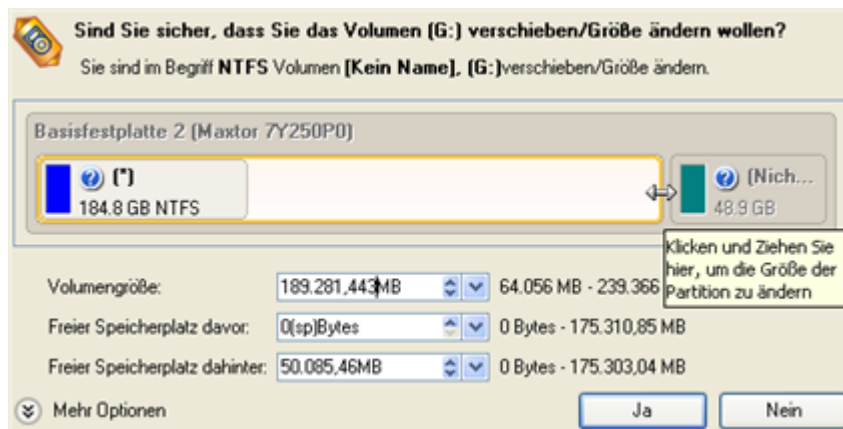 Sind Sie sicher, dass Sie das Volumen (G:) verschieben/Größe ändern wollen?
Sie sind im Begriff NTFS Volumen [Kein Name], (G:)verschieben/Größe ändern.
Basisfestplatte 2 (Maxtor 7Y250P0)
(*)
184.8 GB NTFS
(Nich...
48.9 GB
Klicken und Ziehen Sie
hier, um die Größe der
Partition zu ändern
Volumengröße: 189.281,443MB 64.056 MB - 239.366
Freier Speicherplatz davor: 0(sp)Bytes 0 Bytes - 175.310,85 MB
Freier Speicherplatz dahinter: 50.085,46MB 0 Bytes - 175.303,04 MB
Mehr Optionen
Ja
Nein